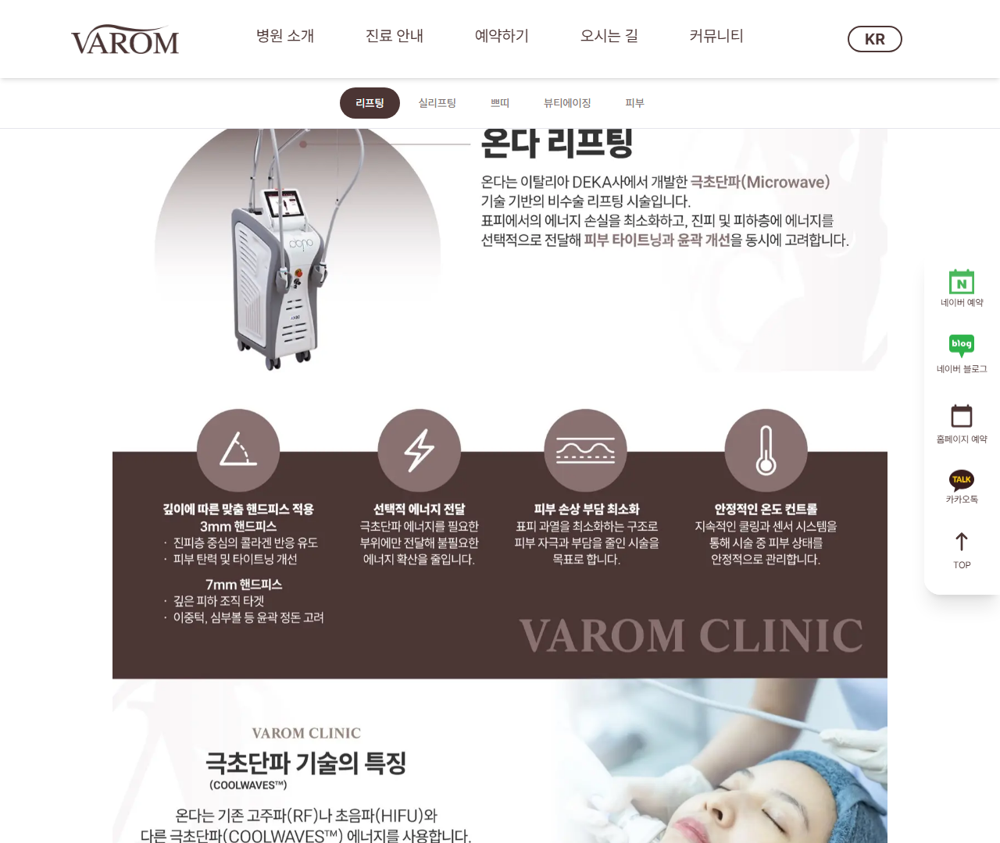 VAROM
병원 소개
진료 안내
예약하기
오시는 길
커뮤니티
KR
리프팅
실리프팅
쁘띠
뷰티에이징
피부
온다 리프팅
온다는 이탈리아 DEKA사에서 개발한 극초단파(Microwave)
기술 기반의 비수술 리프팅 시술입니다.
표피에서의 에너지 손실을 최소화하고, 진피 및 피하층에 에너지를
선택적으로 전달해 피부 타이트닝과 윤곽 개선을 동시에 고려합니다.
네이버 예약
blog
네이버 블로그
홈페이지 예약
TALK
카카오톡
TOP
깊이에 따른 맞춤 핸드피스 적용
3mm 핸드피스
· 진피층 중심의 콜라겐 반응 유도
· 피부 탄력 및 타이트닝 개선
7mm 핸드피스
· 깊은 피하 조직 타겟
· 이중턱, 심부볼 등 윤곽 정돈 고려
선택적 에너지 전달
극초단파 에너지를 필요한
부위에만 전달해 불필요한
에너지 확산을 줄입니다.
피부 손상 부담 최소화
표피 과열을 최소화하는 구조로
피부 자극과 부담을 줄인 시술을
목표로 합니다.
안정적인 온도 컨트롤
지속적인 쿨링과 센서 시스템을
통해 시술 중 피부 상태를
안정적으로 관리합니다.
VAROM CLINIC
VAROM CLINIC
극초단파 기술의 특징
(COOLWAVES™)
온다는 기존 고주파(RF)나 초음파(HIFU)와
다른 극초단파(COOLWAVES™) 에너지를 사용합니다.